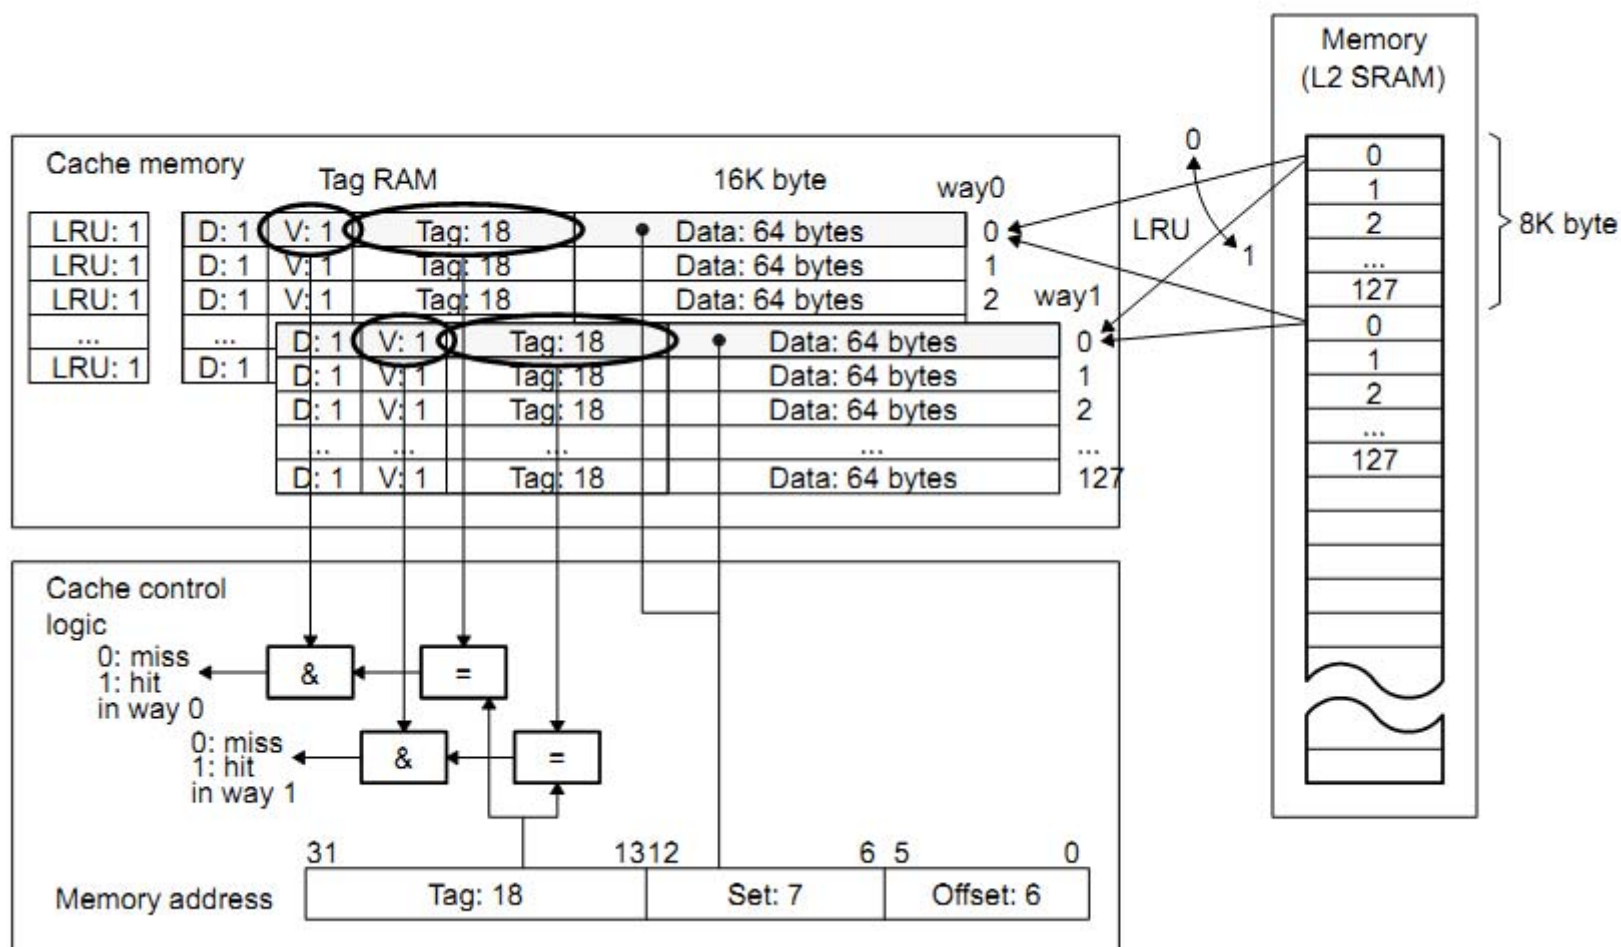 Memory
(L2 SRAM)
Cache memory
Tag RAM
16K byte
way0
LRU: 1 D: 1 V: 1 Tag: 18 Data: 64 bytes 0
LRU: 1 D: 1 V: 1 Tag: 18 Data: 64 bytes 1
LRU: 1 D: 1 V: 1 Tag: 18 Data: 64 bytes 2
... ...
LRU: 1 D: 1
way1
D: 1 V: 1 Tag: 18 Data: 64 bytes 0
D: 1 V: 1 Tag: 18 Data: 64 bytes 1
D: 1 V: 1 Tag: 18 Data: 64 bytes 2
... ... ... ... ...
D: 1 V: 1 Tag: 18 Data: 64 bytes 127
0
LRU
1
0
1
2
...
127
8K byte
0
1
2
...
127
Cache control
logic
0: miss
1: hit
in way 0
& =
0: miss
1: hit
in way 1
& =
31 13 12 6 5 0
Memory address Tag: 18 Set: 7 Offset: 6